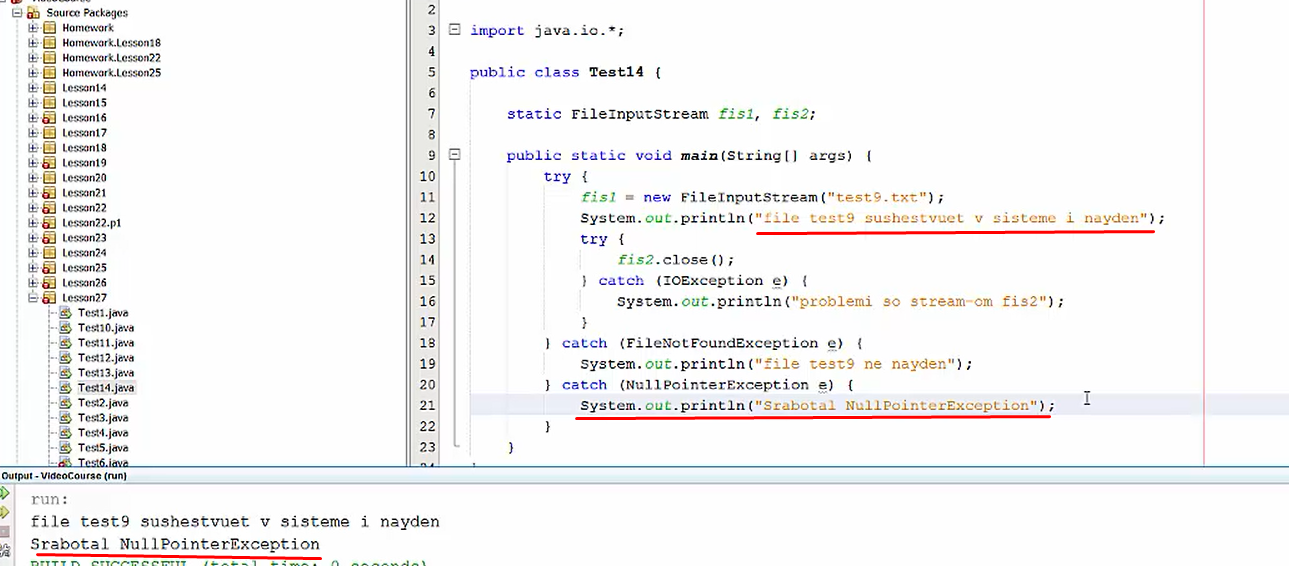 Source Packages
Homework
Homework.Lesson18
Homework.Lesson22
Homework.Lesson25
Lesson14
Lesson15
Lesson16
Lesson17
Lesson18
Lesson19
Lesson20
Lesson21
Lesson22
Lesson22.p1
Lesson23
Lesson24
Lesson25
Lesson26
Lesson27
Test1.java
Test10.java
Test11.java
Test12.java
Test13.java
Test14.java
Test2.java
Test3.java
Test4.java
Test5.java
Test6.java
2
3 import java.io.*;
4
5 public class Test14 {
6
7 static FileInputStream fis1, fis2;
8
9 public static void main(String[] args) {
10 try {
11 fis1 = new FileInputStream("test9.txt");
12 System.out.println("file test9 sushestvuet v sisteme i nayden");
13 try {
14 fis2.close();
15 } catch (IOException e) {
16 System.out.println("problemi so stream-om fis2");
17 }
18 } catch (FileNotFoundException e) {
19 System.out.println("file test9 ne nayden");
20 } catch (NullPointerException e) {
21 System.out.println("Srabotal NullPointerException");
22 }
23 }
Output - VideoCourse (run)
run:
file test9 sushestvuet v sisteme i nayden
Srabotal NullPointerException
BUILD SUCCESSFUL (total time: 0 seconds)